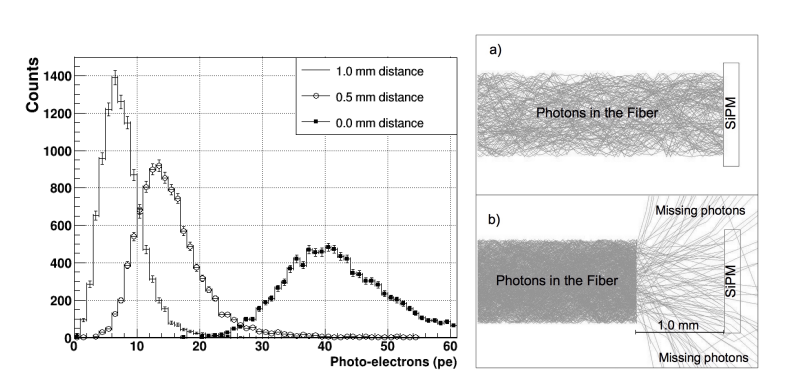 Counts
1400
1200
1000
800
600
400
200
0
0 10 20 30 40 50 60
Photo-electrons (pe)
1.0 mm distance
0.5 mm distance
0.0 mm distance
a)
Photons in the Fiber
SiPM
b)
Missing photons
Photons in the Fiber
SiPM
1.0 mm
Missing photons